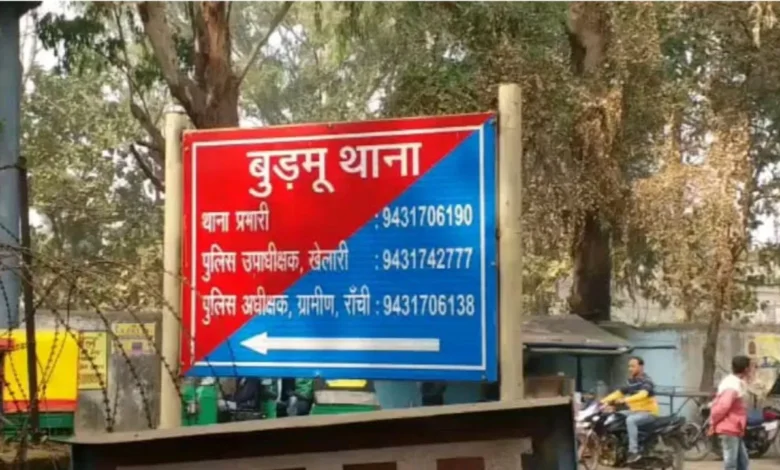 बुड़मू थाना
थाना प्रभारी : 9431706190
पुलिस उपाधीक्षक, खेलारी : 9431742777
पुलिस अधीक्षक, ग्रामीण, राँची : 9431706138